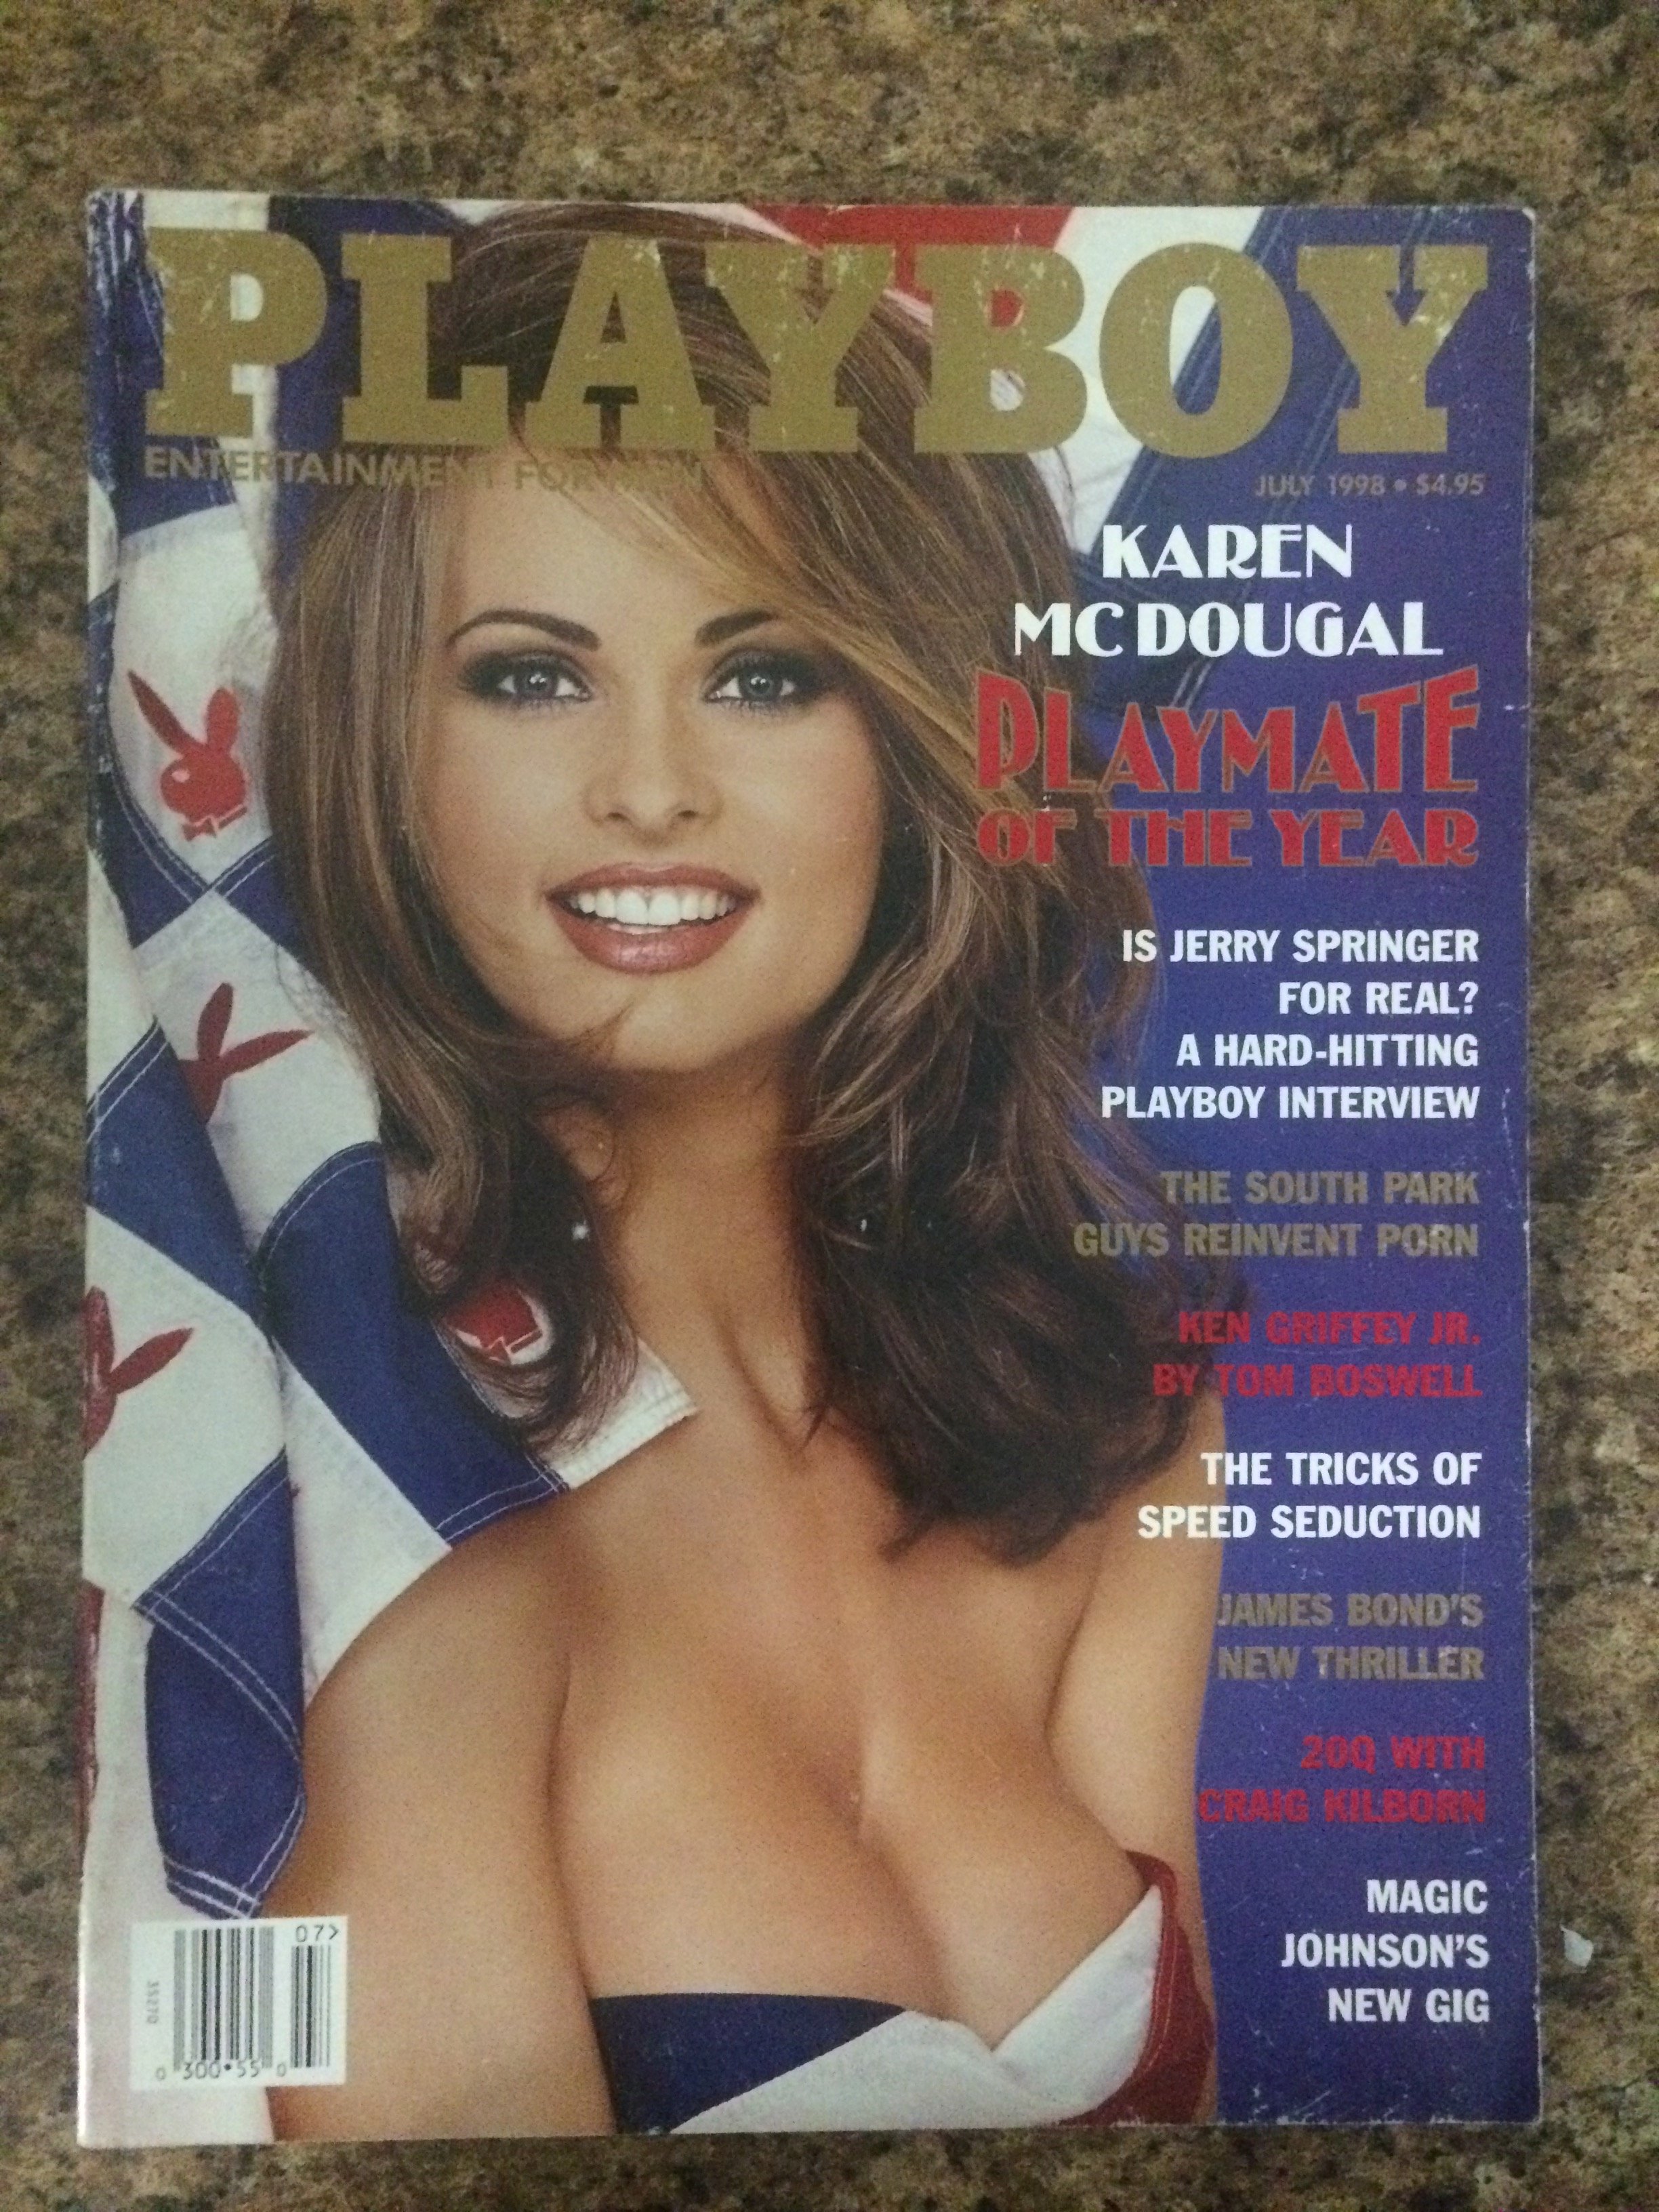 PLAYBOY
ENTERTAINMENT FOR MEN
JULY 1998 • $4.95
KAREN
MCDOUGAL
PLAYMATE
OF THE YEAR
IS JERRY SPRINGER
FOR REAL?
A HARD-HITTING
PLAYBOY INTERVIEW
THE SOUTH PARK
GUYS REINVENT PORN
KEN GRIFFEY JR.
BY TOM BOSWELL
THE TRICKS OF
SPEED SEDUCTION
JAMES BOND'S
NEW THRILLER
20Q WITH
CRAIG KILBORN
MAGIC
JOHNSON'S
NEW GIG
07>
35270
0 300•55 0